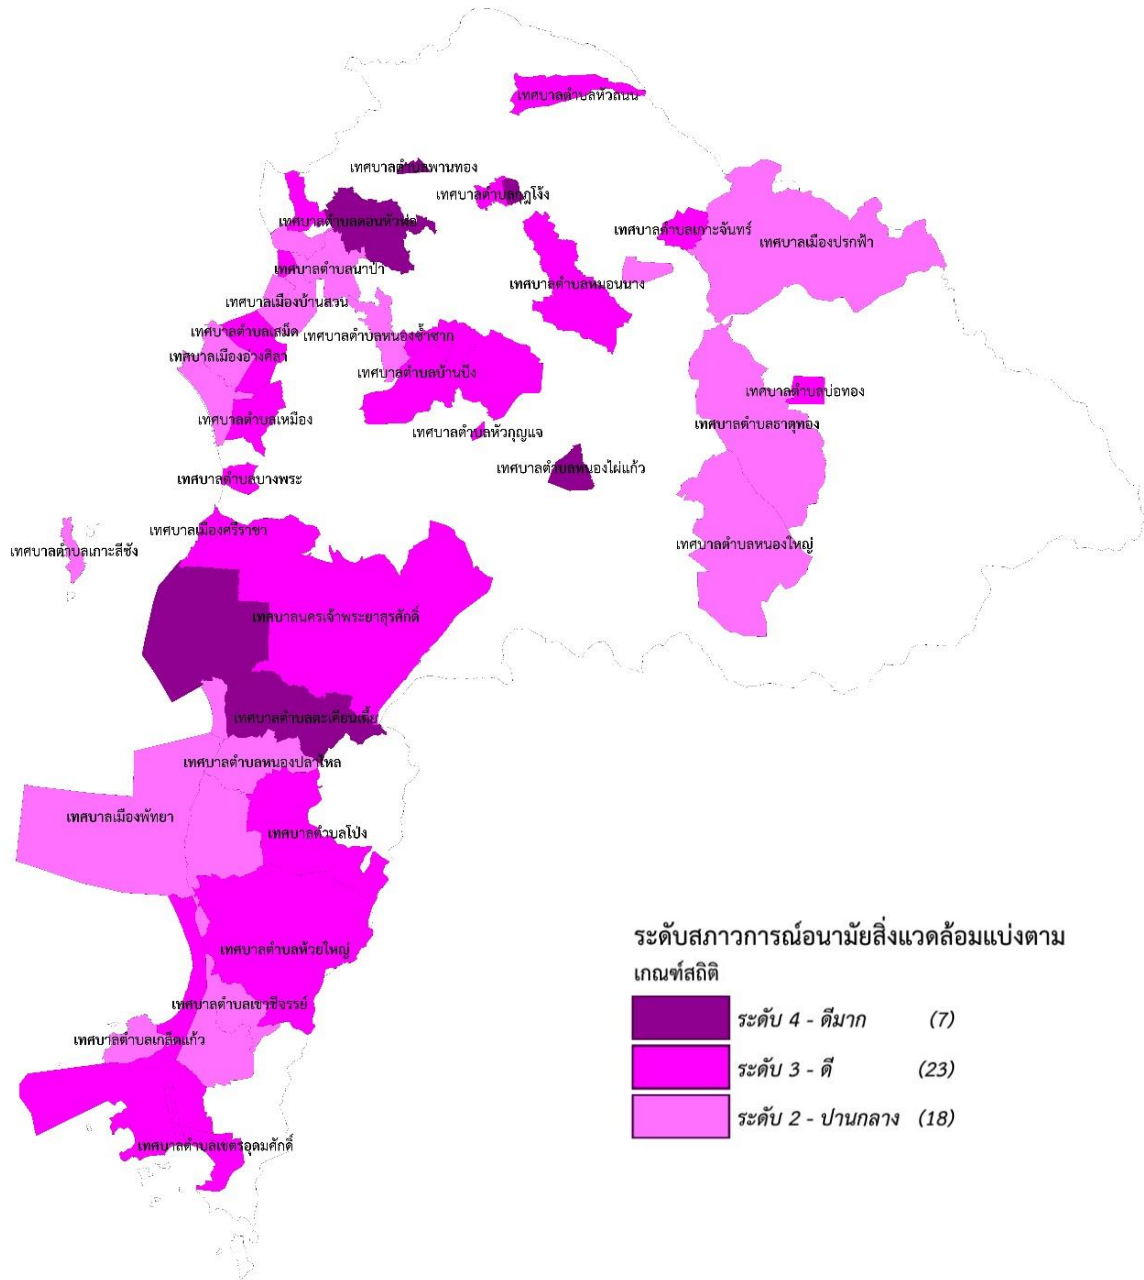 เทศบาลตำบลหัวถนน
เทศบาลตำบลพานทอง
เทศบาลตำบลกุฎโง้ง
เทศบาลตำบลดอนหัวฬ่อ
เทศบาลตำบลเกาะจันทร์
เทศบาลเมืองปรกฟ้า
เทศบาลตำบลนาป่า
เทศบาลตำบลหมอนนาง
เทศบาลเมืองบ้านสวน
เทศบาลตำบลเสม็ด
เทศบาลตำบลหนองซ้ำซาก
เทศบาลเมืองอ่างศิลา
เทศบาลตำบลบ้านบึง
เทศบาลตำบลบ่อทอง
เทศบาลตำบลเหมือง
เทศบาลตำบลธาตุทอง
เทศบาลตำบลหัวกุญแจ
เทศบาลตำบลหนองไผ่แก้ว
เทศบาลตำบลบางพระ
เทศบาลเมืองศรีราชา
เทศบาลตำบลหนองใหญ่
เทศบาลตำบลเกาะสีชัง
เทศบาลนครเจ้าพระยาสุรศักดิ์
เทศบาลตำบลตะเคียนเตี้ย
เทศบาลตำบลหนองปลาไหล
เทศบาลเมืองพัทยา
เทศบาลตำบลโป่ง
เทศบาลตำบลห้วยใหญ่
เทศบาลตำบลเขาชีจรรย์
เทศบาลตำบลเกล็ดแก้ว
เทศบาลตำบลเขตรอุดมศักดิ์
ระดับสภาวการณ์อนามัยสิ่งแวดล้อมแบ่งตาม
เกณฑ์สถิติ
ระดับ 4 - ดีมาก (7)
ระดับ 3 - ดี (23)
ระดับ 2 - ปานกลาง (18)